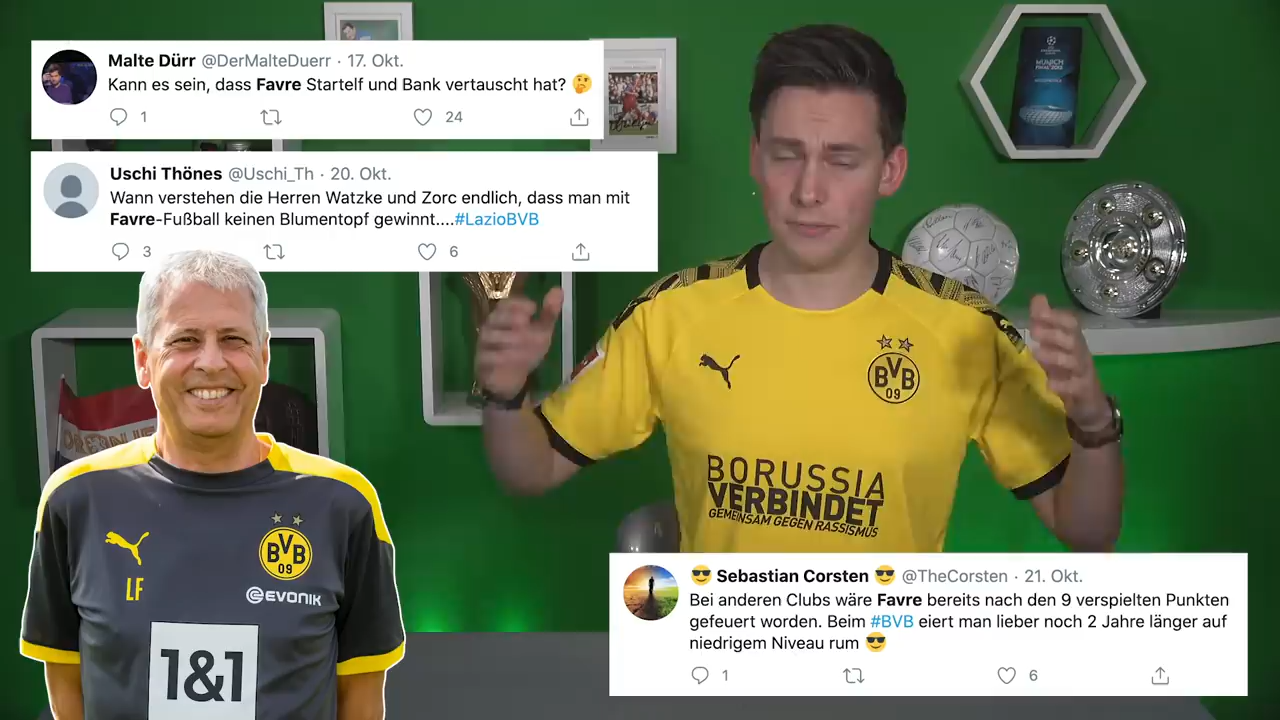 Malte Dürr @DerMalteDuerr · 17. Okt.
Kann es sein, dass Favre Startelf und Bank vertauscht hat? 🤔
1 24
Uschi Thönes @Uschi_Th · 20. Okt.
Wann verstehen die Herren Watzke und Zorc endlich, dass man mit
Favre-Fußball keinen Blumentopf gewinnt....#LazioBVB
3 6
MUNICH
FINAL 2012
BVB
09
BORUSSIA
VERBINDET
GEMEINSAM GEGEN RASSISMUS
BVB
09
LF
EVONIK
1&1
😎 Sebastian Corsten 😎 @TheCorsten · 21. Okt.
Bei anderen Clubs wäre Favre bereits nach den 9 verspielten Punkten
gefeuert worden. Beim #BVB eiert man lieber noch 2 Jahre länger auf
niedrigem Niveau rum 😎
1 6